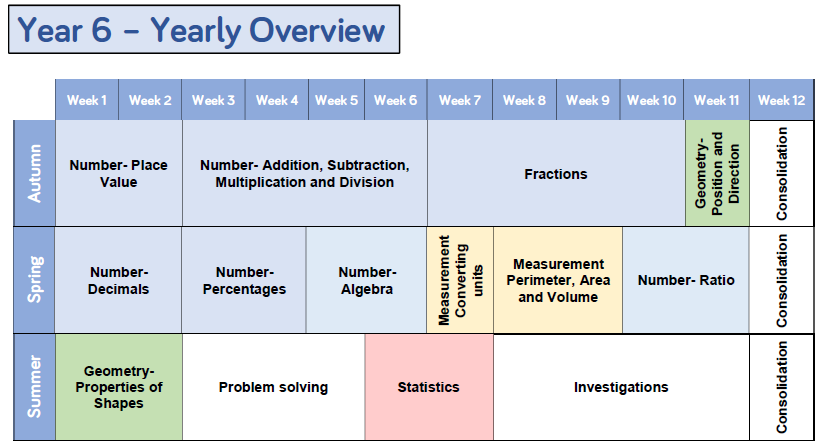 Year 6 – Yearly Overview
Week 1 Week 2 Week 3 Week 4 Week 5 Week 6 Week 7 Week 8 Week 9 Week 10 Week 11 Week 12
Autumn
Number- Place
Value
Number- Addition, Subtraction,
Multiplication and Division
Fractions
Geometry-
Position and
Direction
Consolidation
Spring
Number-
Decimals
Number-
Percentages
Number-
Algebra
Measurement
Converting
units
Measurement
Perimeter, Area
and Volume
Number- Ratio
Consolidation
Summer
Geometry-
Properties of
Shapes
Problem solving
Statistics
Investigations
Consolidation